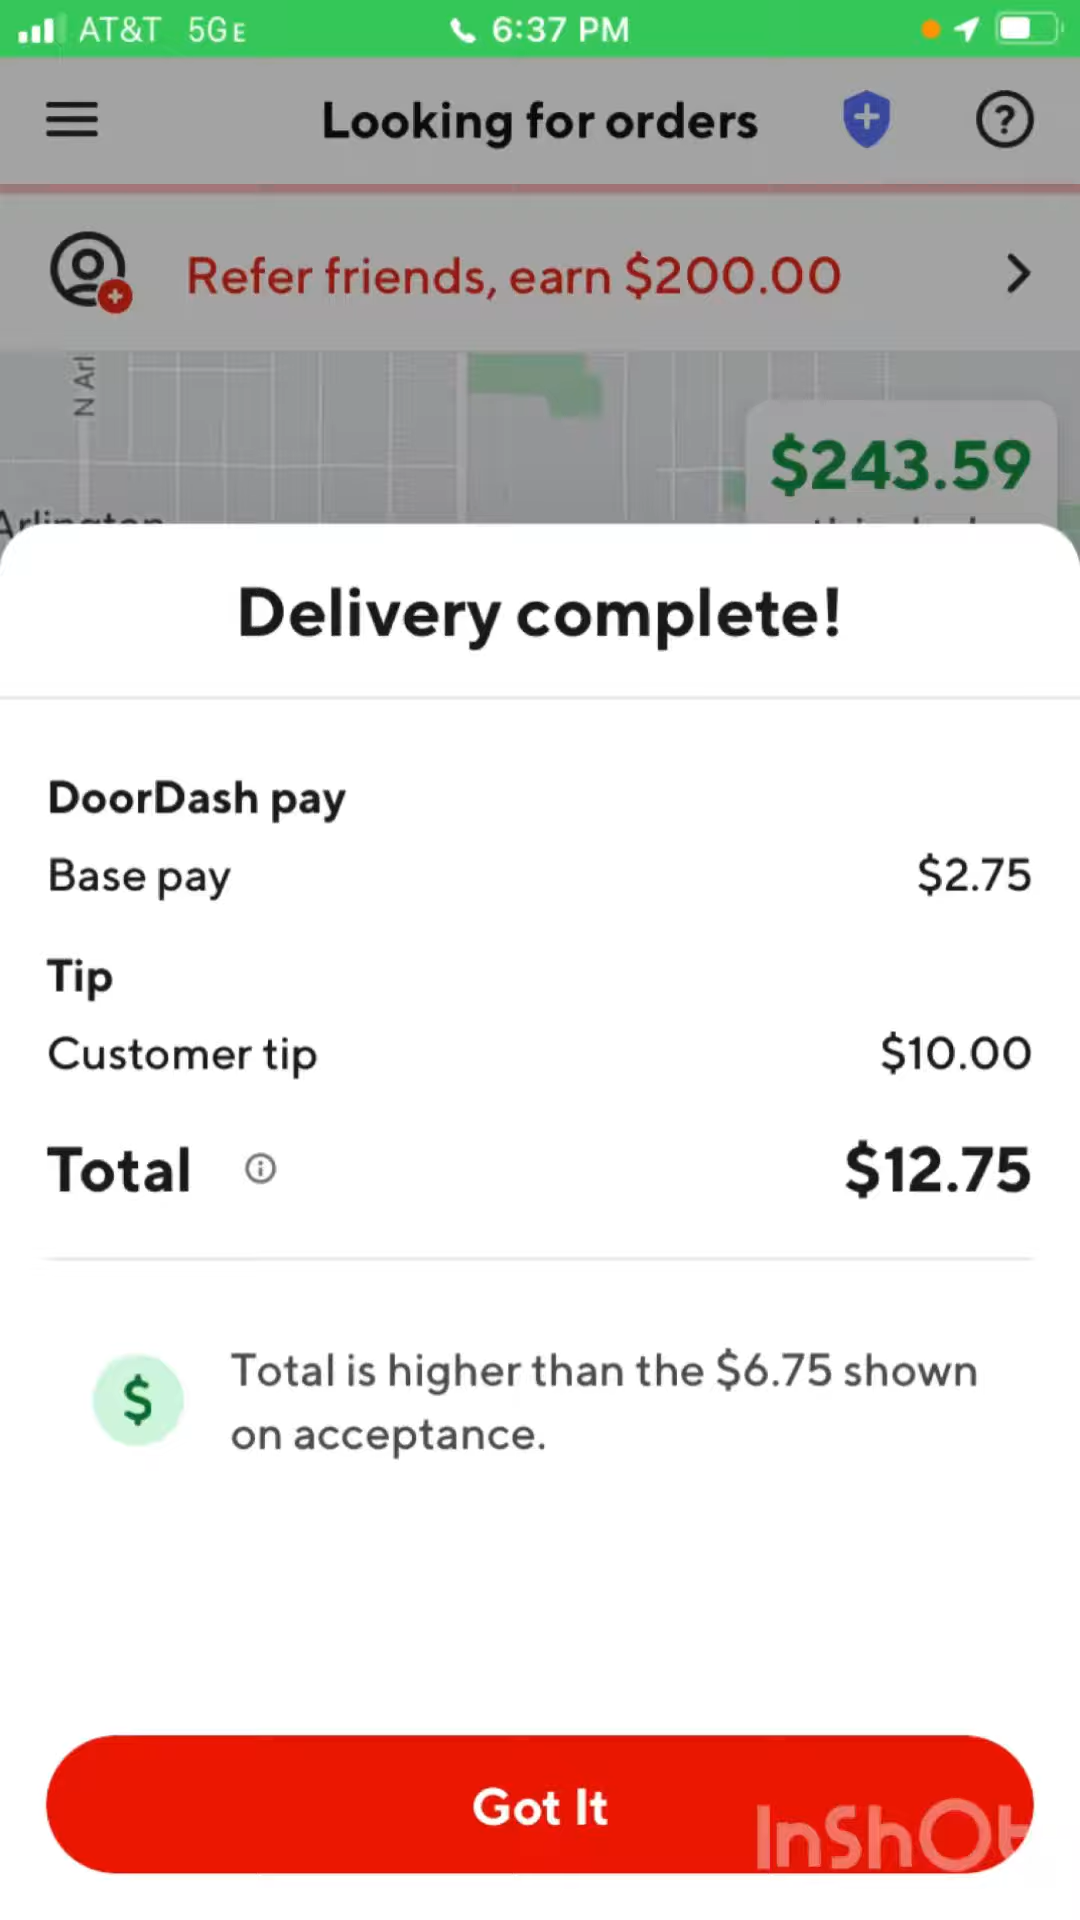 AT&T 5GE 6:37 PM
Looking for orders
Refer friends, earn $200.00
N Arl
$243.59
Arlington
Delivery complete!
DoorDash pay
Base pay $2.75
Tip
Customer tip $10.00
Total $12.75
$ Total is higher than the $6.75 shown
on acceptance.
Got It
InShOt